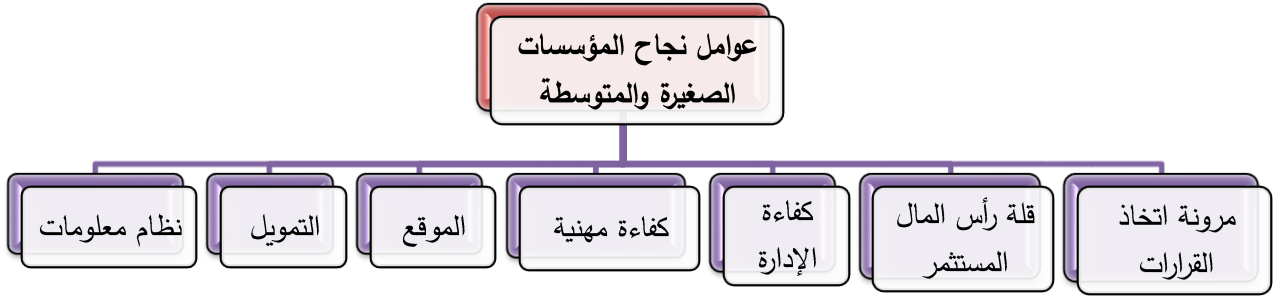 عوامل نجاح المؤسسات
الصغيرة والمتوسطة
مرونة اتخاذ
القرارات
قلة رأس المال
المستثمر
كفاءة
الإدارة
كفاءة مهنية
الموقع
التمويل
نظام معلومات